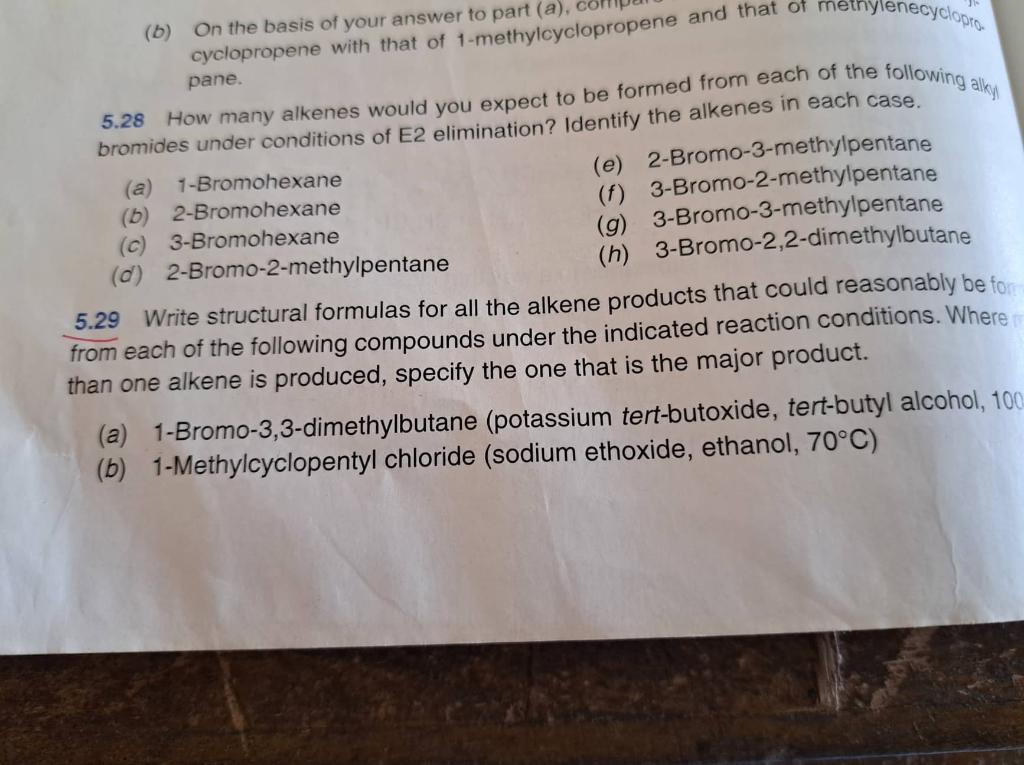 (b) On the basis of your answer to part (a),
cyclopropene with that of 1-methylcyclopropene and that of methylenecyclopro-
pane.
5.28 How many alkenes would you expect to be formed from each of the following alkyl
bromides under conditions of E2 elimination? Identify the alkenes in each case.
(a) 1-Bromohexane
(b) 2-Bromohexane
(c) 3-Bromohexane
(d) 2-Bromo-2-methylpentane
(e) 2-Bromo-3-methylpentane
(f) 3-Bromo-2-methylpentane
(g) 3-Bromo-3-methylpentane
(h) 3-Bromo-2,2-dimethylbutane
5.29 Write structural formulas for all the alkene products that could reasonably be
from each of the following compounds under the indicated reaction conditions. Where
than one alkene is produced, specify the one that is the major product.
(a) 1-Bromo-3,3-dimethylbutane (potassium tert-butoxide, tert-butyl alcohol, 100
(b) 1-Methylcyclopentyl chloride (sodium ethoxide, ethanol, 70°C)